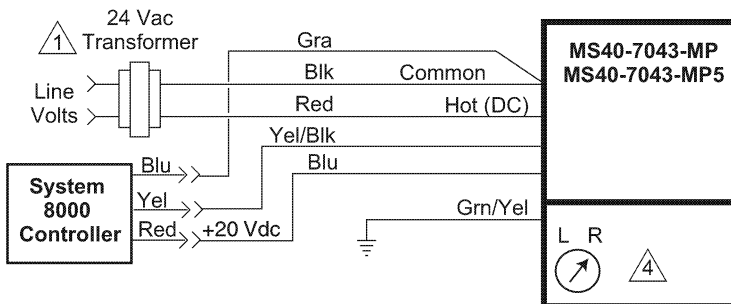 24 Vac
1 Transformer
Line
Volts
Gra
Blk Common
Red Hot (DC)
Yel/Blk
Blu
Grn/Yel
MS40-7043-MP
MS40-7043-MP5
System
8000
Controller
Blu
Yel
Red +20 Vdc
L R
4